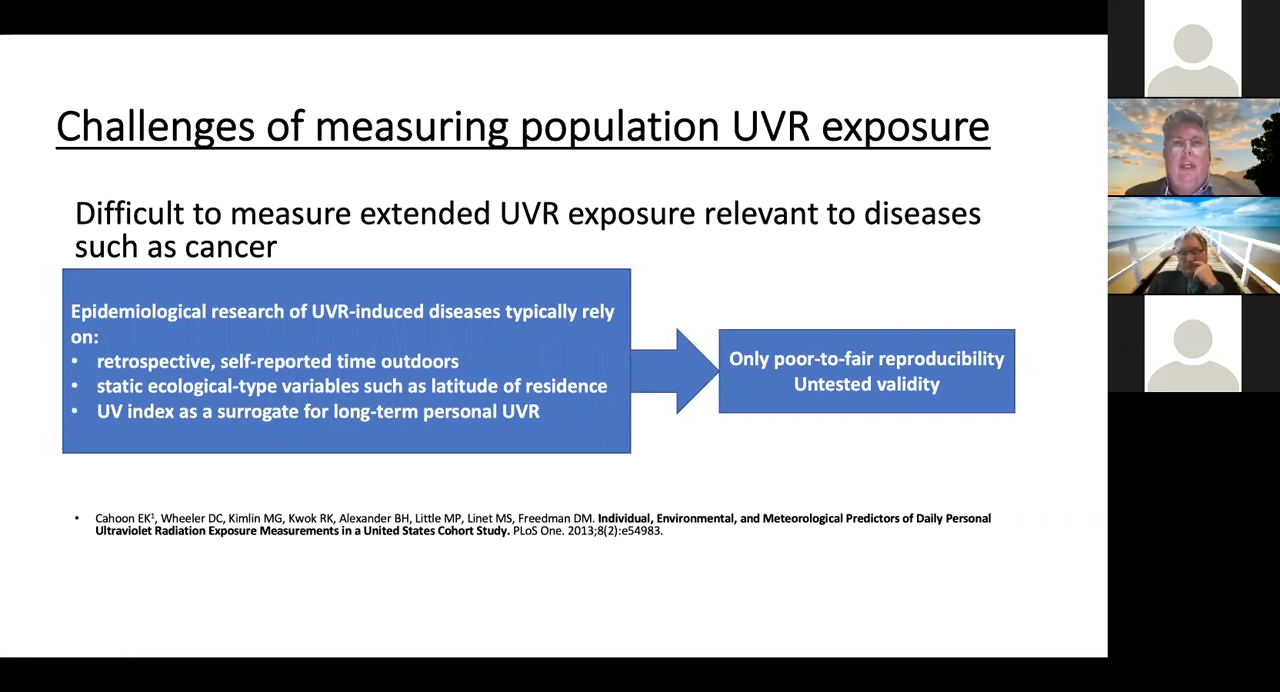 Challenges of measuring population UVR exposure
Difficult to measure extended UVR exposure relevant to diseases
such as cancer
Epidemiological research of UVR-induced diseases typically rely
on:
• retrospective, self-reported time outdoors
• static ecological-type variables such as latitude of residence
• UV index as a surrogate for long-term personal UVR
Only poor-to-fair reproducibility
Untested validity
• Cahoon EK¹, Wheeler DC, Kimlin MG, Kwok RK, Alexander BH, Little MP, Linet MS, Freedman DM. Individual, Environmental, and Meteorological Predictors of Daily Personal
Ultraviolet Radiation Exposure Measurements in a United States Cohort Study. PLoS One. 2013;8(2):e54983.